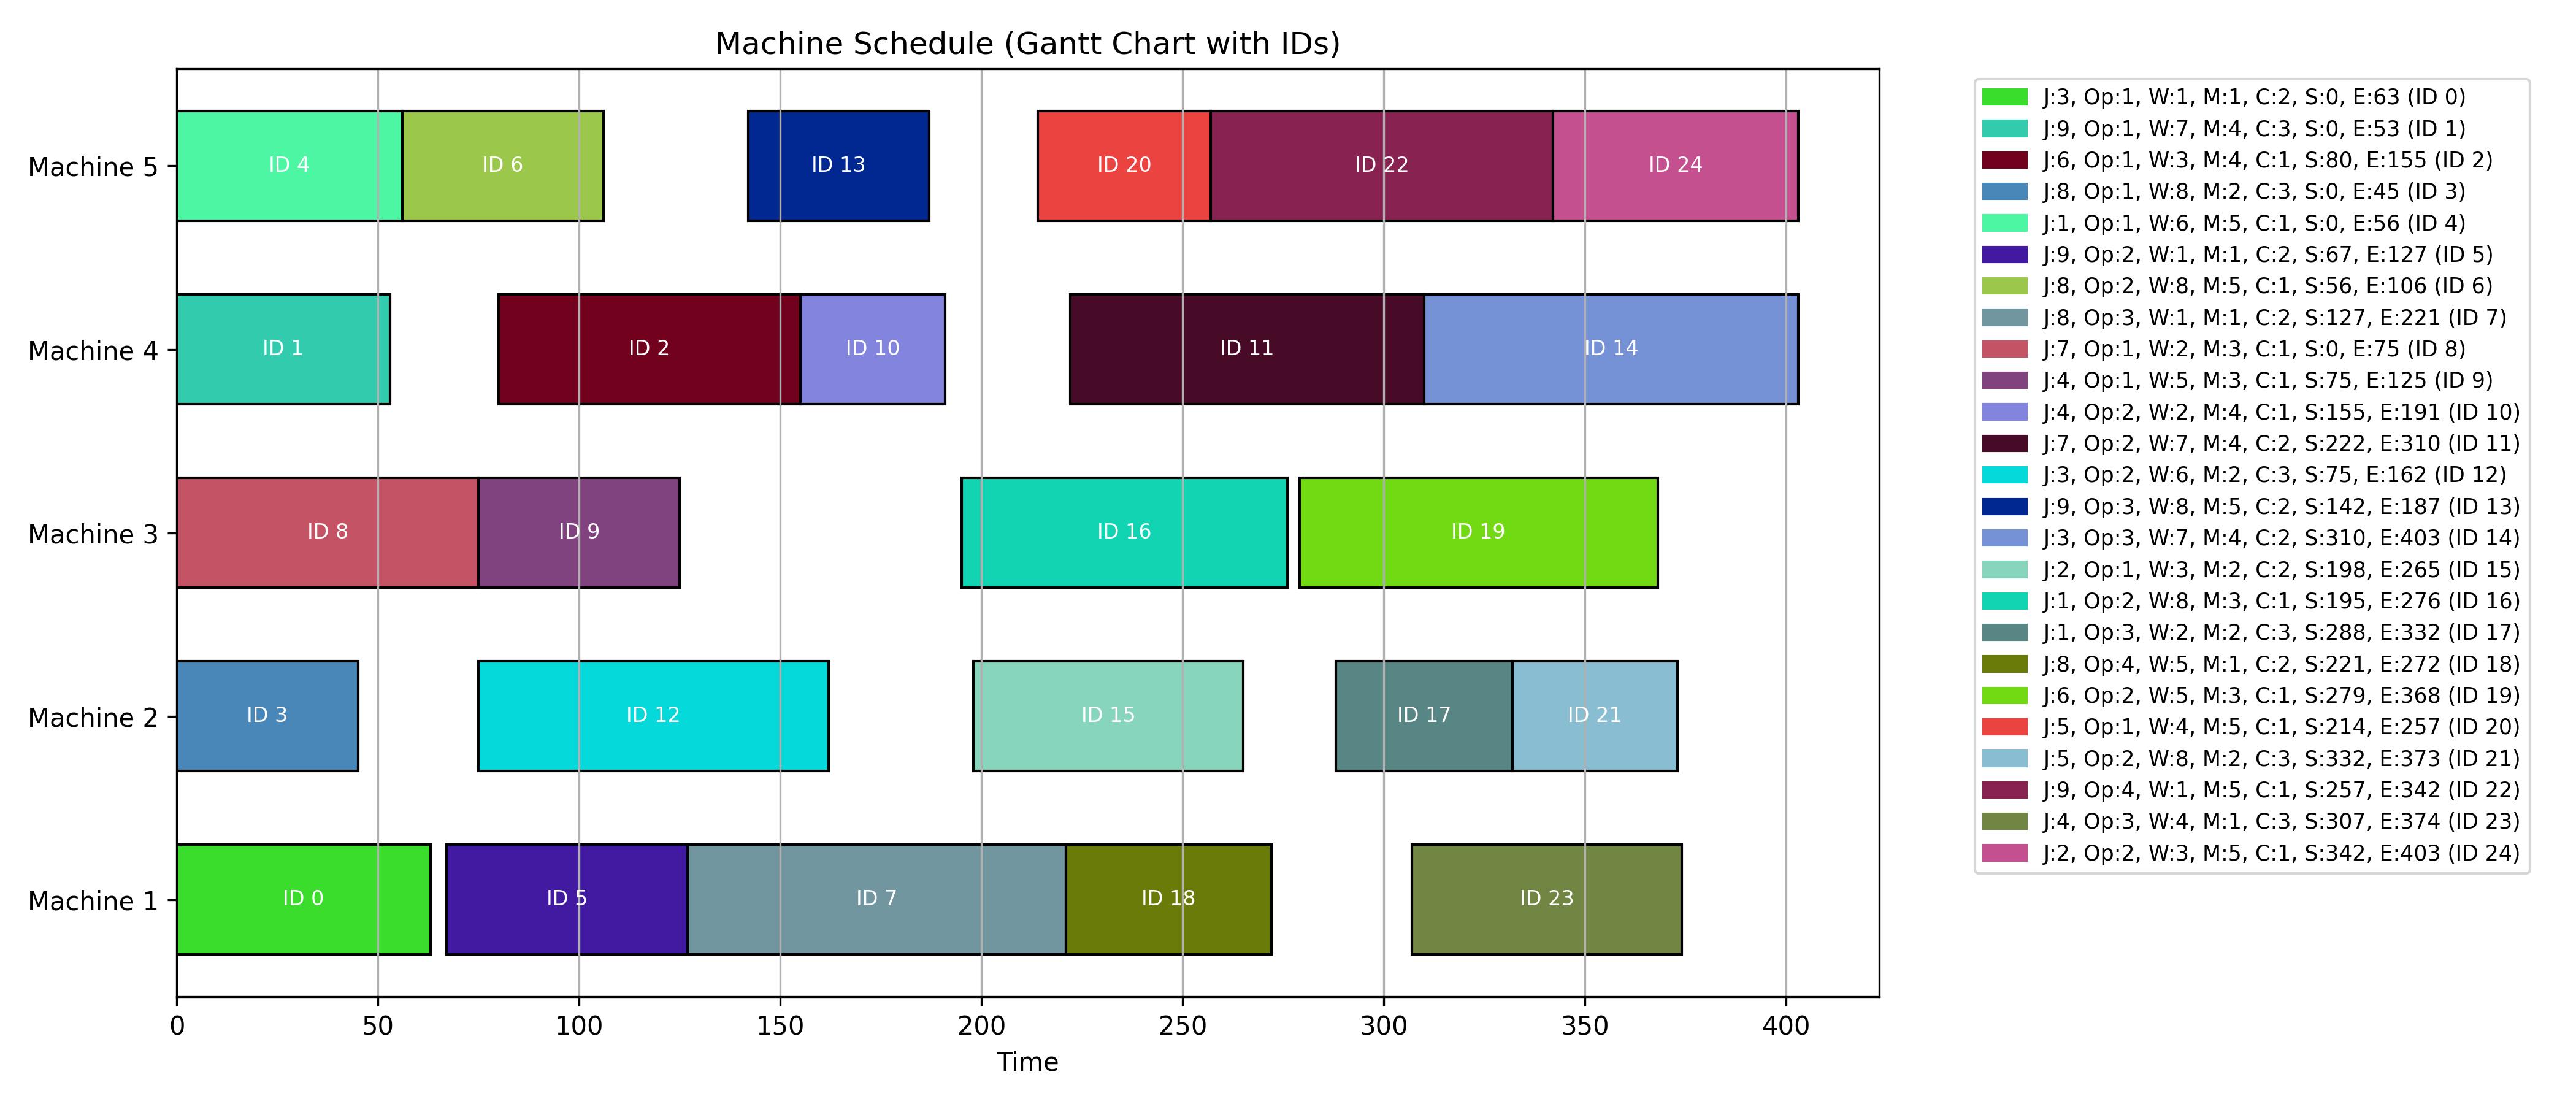 Machine Schedule (Gantt Chart with IDs)
Machine 5
ID 4
ID 6
ID 13
ID 20
ID 22
ID 24
Machine 4
ID 1
ID 2
ID 10
ID 11
ID 14
Machine 3
ID 8
ID 9
ID 16
ID 19
Machine 2
ID 3
ID 12
ID 15
ID 17
ID 21
Machine 1
ID 0
ID 5
ID 7
ID 18
ID 23
0 50 100 150 200 250 300 350 400
Time
J:3, Op:1, W:1, M:1, C:2, S:0, E:63 (ID 0)
J:9, Op:1, W:7, M:4, C:3, S:0, E:53 (ID 1)
J:6, Op:1, W:3, M:4, C:1, S:80, E:155 (ID 2)
J:8, Op:1, W:8, M:2, C:3, S:0, E:45 (ID 3)
J:1, Op:1, W:6, M:5, C:1, S:0, E:56 (ID 4)
J:9, Op:2, W:1, M:1, C:2, S:67, E:127 (ID 5)
J:8, Op:2, W:8, M:5, C:1, S:56, E:106 (ID 6)
J:8, Op:3, W:1, M:1, C:2, S:127, E:221 (ID 7)
J:7, Op:1, W:2, M:3, C:1, S:0, E:75 (ID 8)
J:4, Op:1, W:5, M:3, C:1, S:75, E:125 (ID 9)
J:4, Op:2, W:2, M:4, C:1, S:155, E:191 (ID 10)
J:7, Op:2, W:7, M:4, C:2, S:222, E:310 (ID 11)
J:3, Op:2, W:6, M:2, C:3, S:75, E:162 (ID 12)
J:9, Op:3, W:8, M:5, C:2, S:142, E:187 (ID 13)
J:3, Op:3, W:7, M:4, C:2, S:310, E:403 (ID 14)
J:2, Op:1, W:3, M:2, C:2, S:198, E:265 (ID 15)
J:1, Op:2, W:8, M:3, C:1, S:195, E:276 (ID 16)
J:1, Op:3, W:2, M:2, C:3, S:288, E:332 (ID 17)
J:8, Op:4, W:5, M:1, C:2, S:221, E:272 (ID 18)
J:6, Op:2, W:5, M:3, C:1, S:279, E:368 (ID 19)
J:5, Op:1, W:4, M:5, C:1, S:214, E:257 (ID 20)
J:5, Op:2, W:8, M:2, C:3, S:332, E:373 (ID 21)
J:9, Op:4, W:1, M:5, C:1, S:257, E:342 (ID 22)
J:4, Op:3, W:4, M:1, C:3, S:307, E:374 (ID 23)
J:2, Op:2, W:3, M:5, C:1, S:342, E:403 (ID 24)